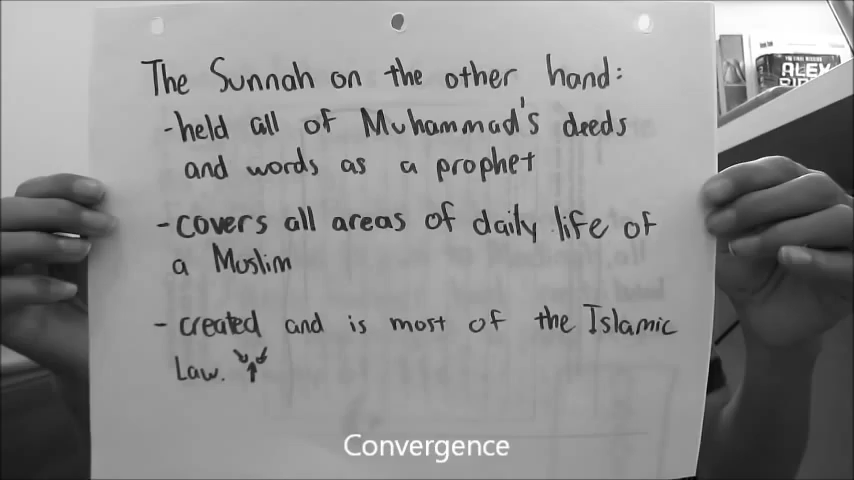 The Sunnah on the other hand:
-held all of Muhammad's deeds
and words as a prophet
-covers all areas of daily life of
a Muslim
- created and is most of the Islamic
Law.
ALEX
Convergence